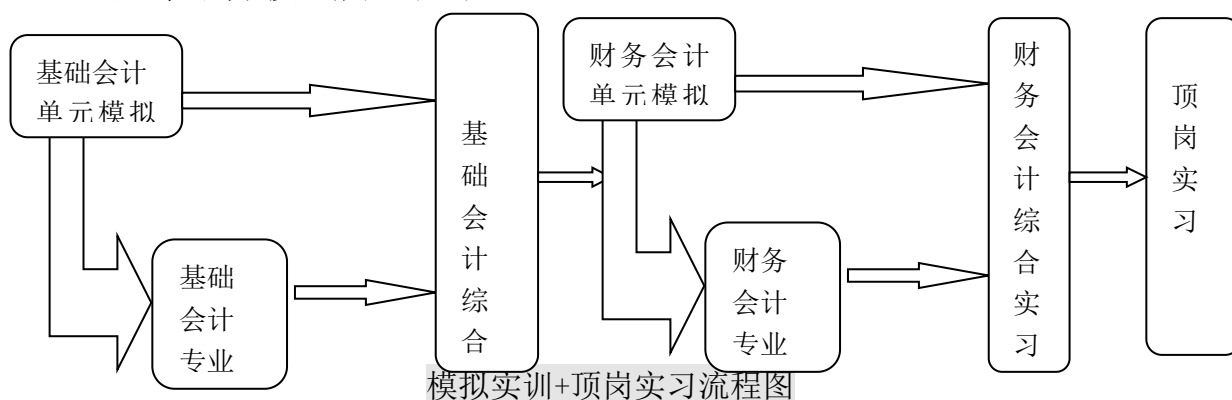 基础会计
单元模拟
基
础
会
计
综
合
基础
会计
专业
财务会计
单元模拟
财务
会计
专业
财
务
会
计
综
合
实
习
顶
岗
实
习
模拟实训+顶岗实习流程图